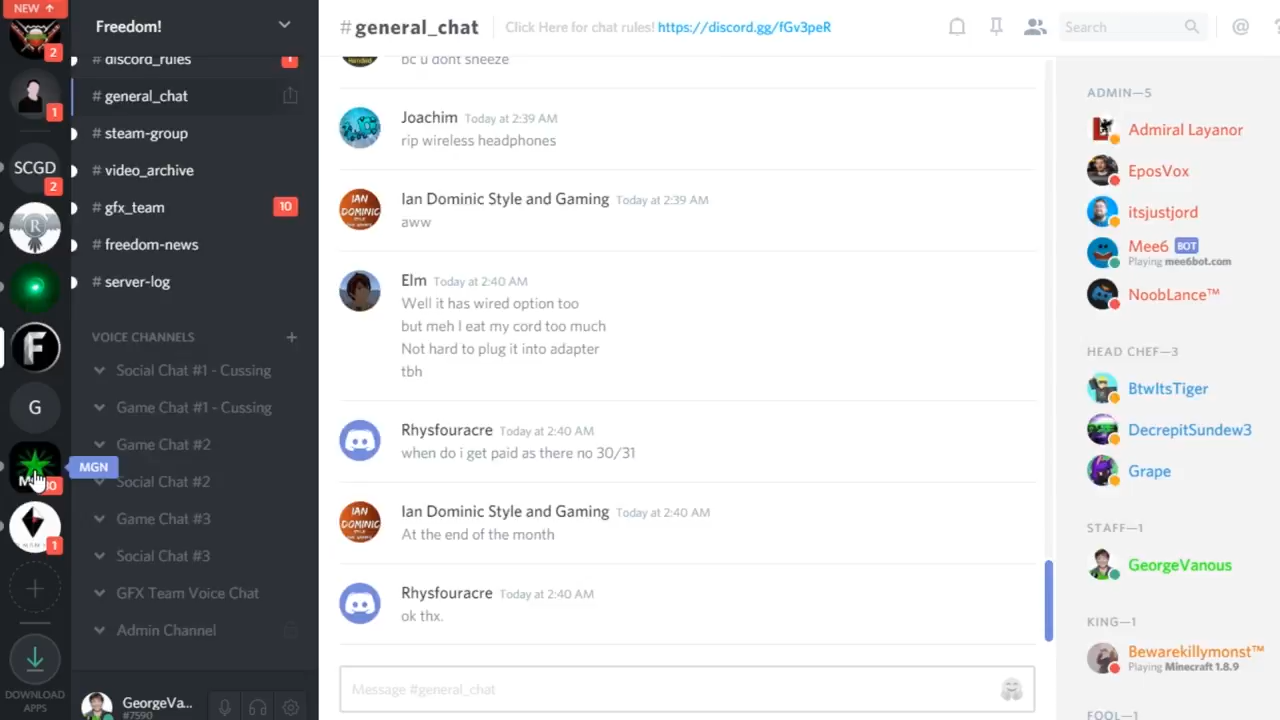 NEW ↑
2
1
SCGD
2
R
F
G
MGN
1
DOWNLOAD
APPS
Freedom!
# discord_rules
1
# general_chat
# steam-group
# video_archive
# gfx_team
10
# freedom-news
# server-log
VOICE CHANNELS
Social Chat #1 - Cussing
Game Chat #1 - Cussing
Game Chat #2
Social Chat #2
Game Chat #3
Social Chat #3
GFX Team Voice Chat
Admin Channel
GeorgeVa...
#7590
#general_chat
Click Here for chat rules! https://discord.gg/fGv3peR
Search
@
bc u dont sneeze
Joachim Today at 2:39 AM
rip wireless headphones
IAN
DOMINIC
Ian Dominic Style and Gaming Today at 2:39 AM
aww
Elm Today at 2:40 AM
Well it has wired option too
but meh I eat my cord too much
Not hard to plug it into adapter
tbh
Rhysfouracre Today at 2:40 AM
when do i get paid as there no 30/31
IAN
DOMINIC
Ian Dominic Style and Gaming Today at 2:40 AM
At the end of the month
Rhysfouracre Today at 2:40 AM
ok thx.
Message #general_chat
ADMIN—5
Admiral Layanor
EposVox
itsjustjord
Mee6 BOT
Playing mee6bot.com
NoobLance™
HEAD CHEF—3
BtwItsTiger
DecrepitSundew3
Grape
STAFF—1
GeorgeVanous
KING—1
Bewarekillymonst™
Playing Minecraft 1.8.9
FOOL—1